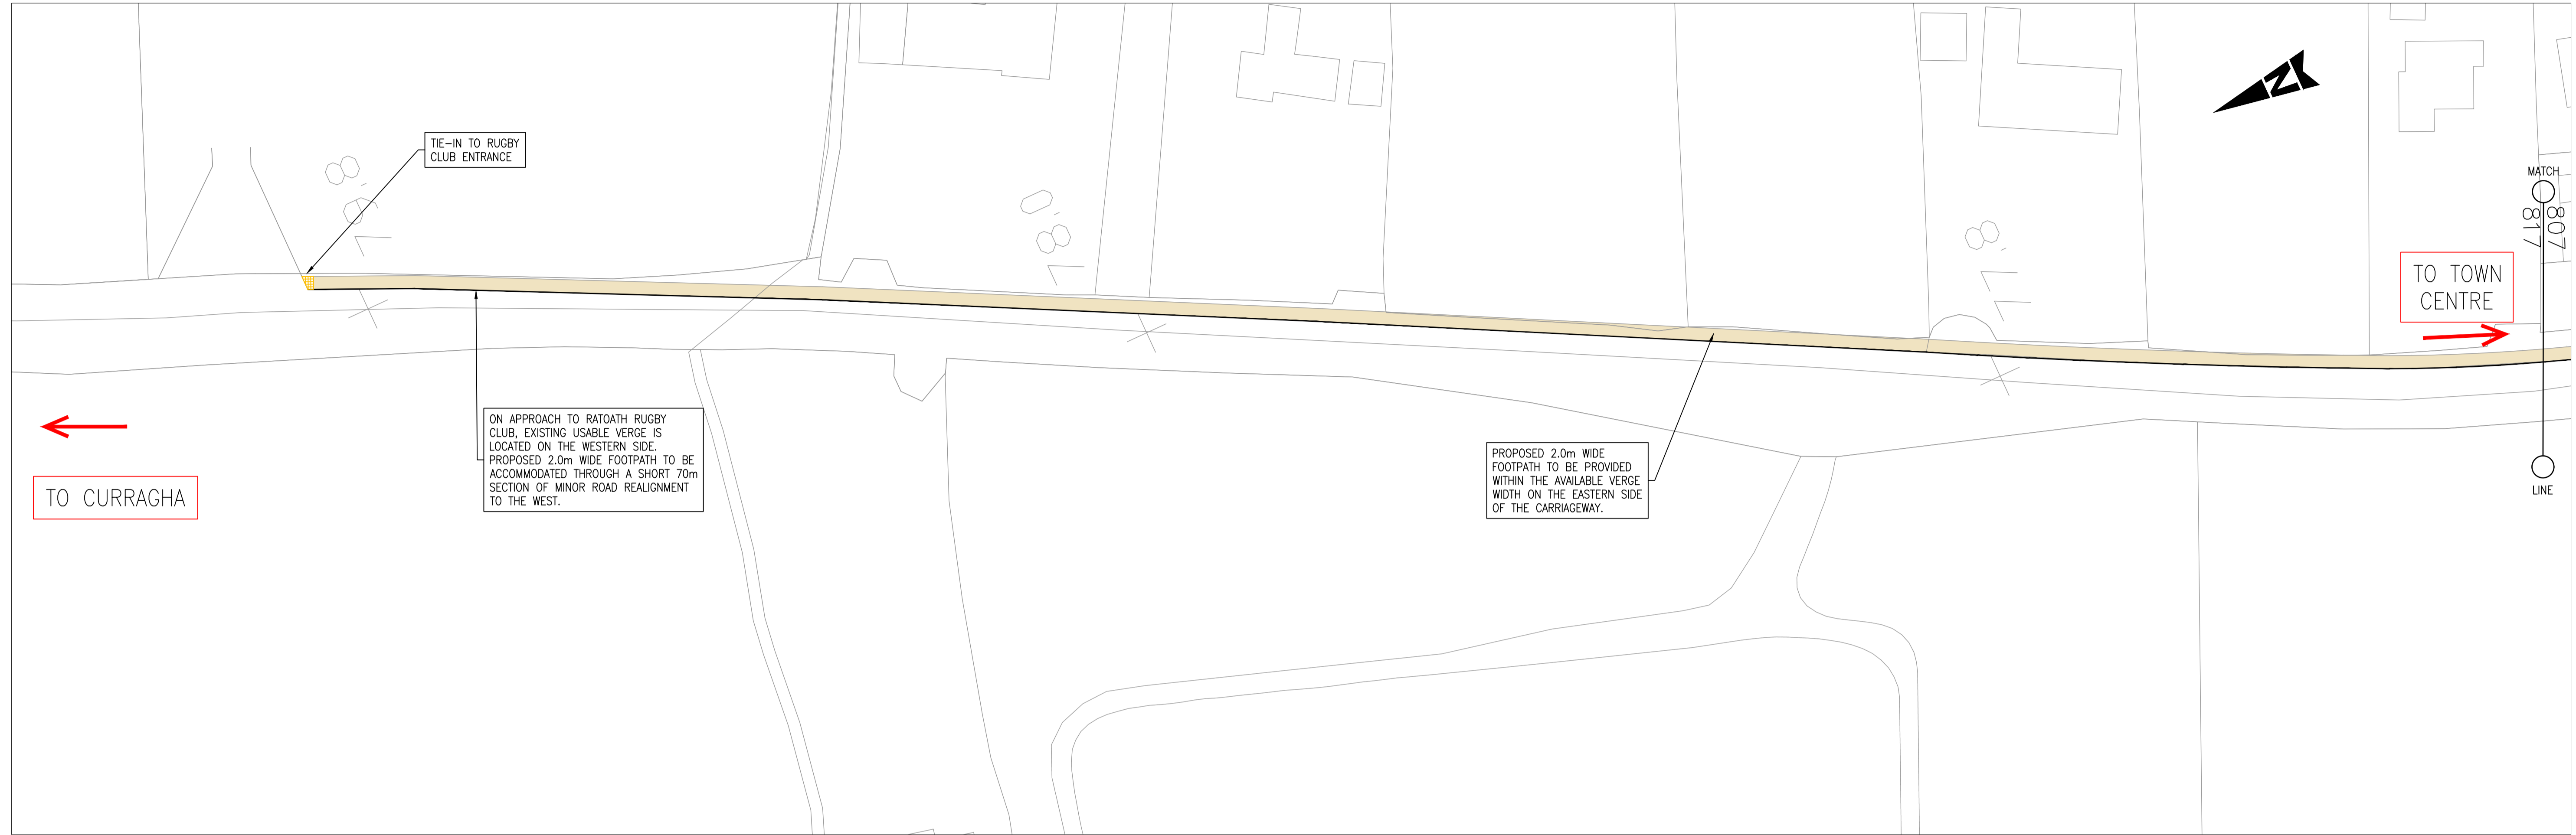 TIE-IN TO RUGBY
CLUB ENTRANCE
N
MATCH
807
817
TO TOWN
CENTRE
ON APPROACH TO RATOATH RUGBY
CLUB, EXISTING USABLE VERGE IS
LOCATED ON THE WESTERN SIDE.
PROPOSED 2.0m WIDE FOOTPATH TO BE
ACCOMMODATED THROUGH A SHORT 70m
SECTION OF MINOR ROAD REALIGNMENT
TO THE WEST.
TO CURRAGHA
PROPOSED 2.0m WIDE
FOOTPATH TO BE PROVIDED
WITHIN THE AVAILABLE VERGE
WIDTH ON THE EASTERN SIDE
OF THE CARRIAGEWAY.
LINE